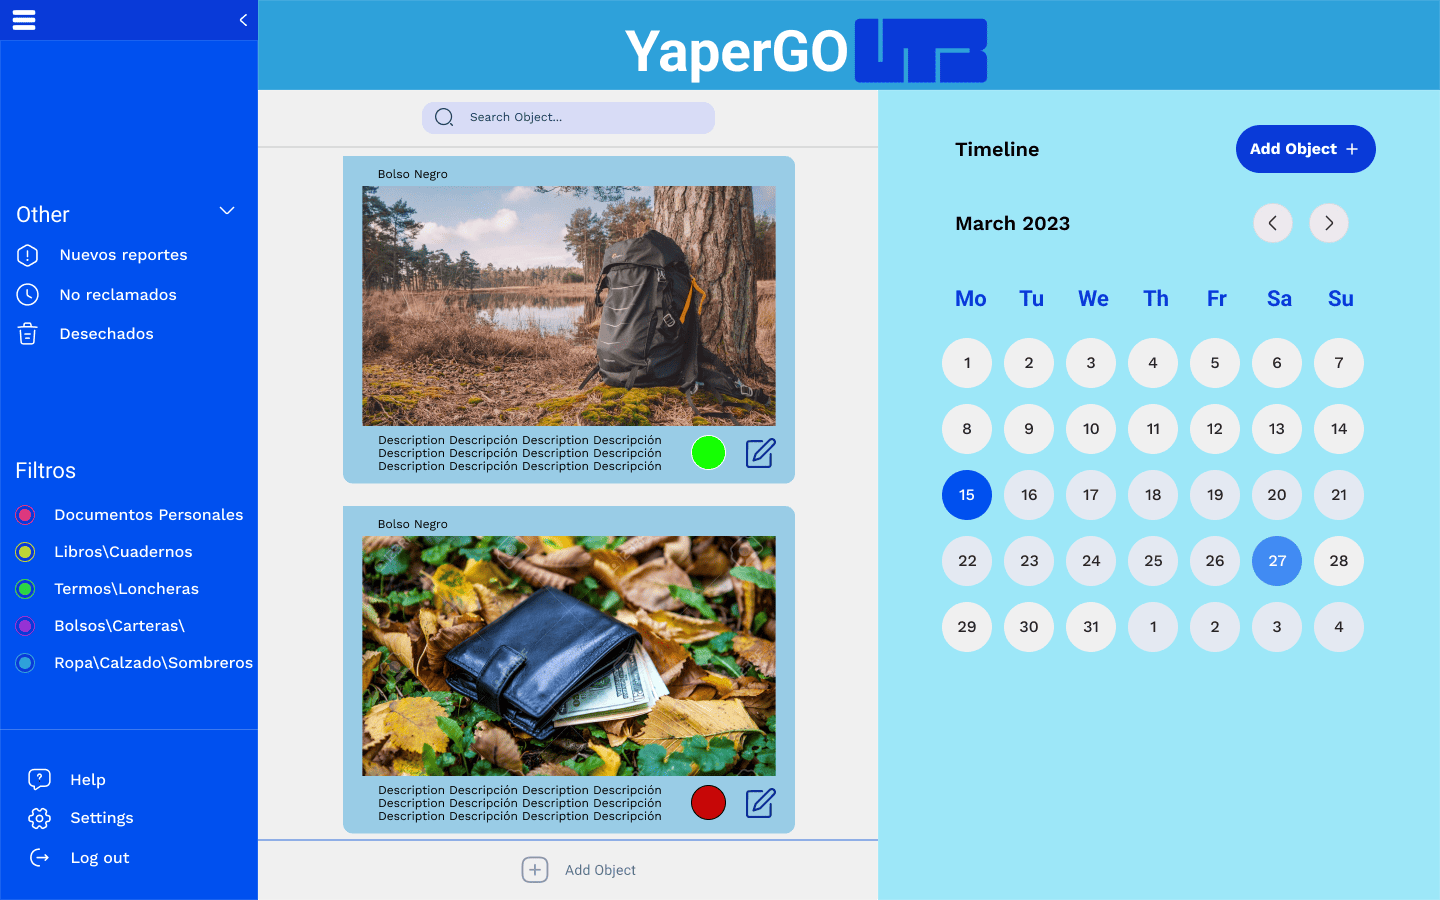 YaperGO UTB
Search Object...
Other
Nuevos reportes
No reclamados
Desechados
Filtros
Documentos Personales
Libros\Cuadernos
Termos\Loncheras
Bolsos\Carteras\
Ropa\Calzado\Sombreros
Help
Settings
Log out
Bolso Negro
Description Descripción Description Descripción
Description Descripción Description Descripción
Description Descripción Description Descripción
Bolso Negro
Description Descripción Description Descripción
Description Descripción Description Descripción
Description Descripción Description Descripción
Add Object
Timeline
Add Object +
March 2023
Mo Tu We Th Fr Sa Su
1 2 3 4 5 6 7
8 9 10 11 12 13 14
15 16 17 18 19 20 21
22 23 24 25 26 27 28
29 30 31 1 2 3 4